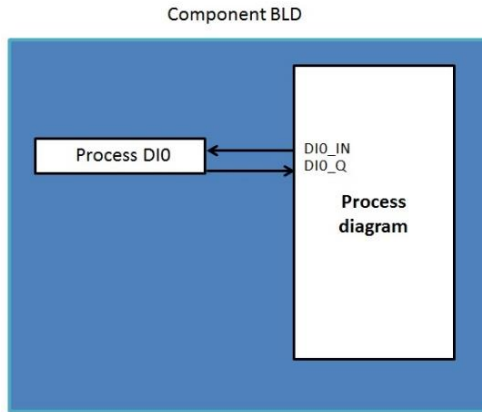 Component BLD
Process DI0
DI0_IN
DI0_Q
Process
diagram